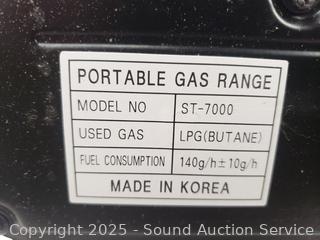 PORTABLE GAS RANGE
MODEL NO ST-7000
USED GAS LPG(BUTANE)
FUEL CONSUMPTION 140g/h±10g/h
MADE IN KOREA
Copyright 2025 - Sound Auction Service